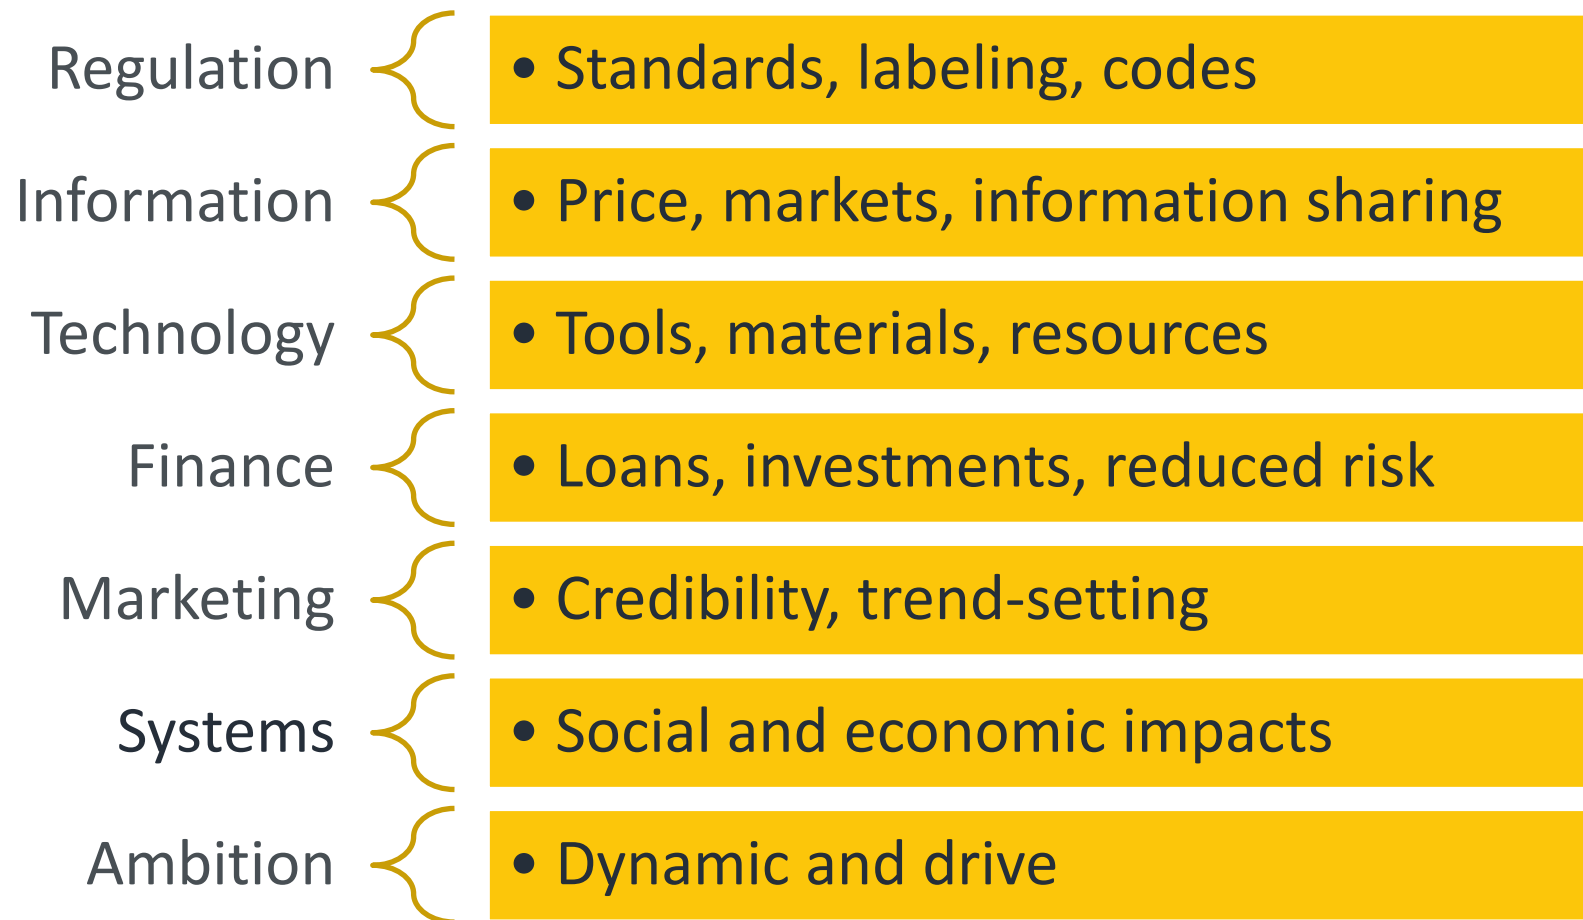 Regulation
• Standards, labeling, codes
Information
• Price, markets, information sharing
Technology
• Tools, materials, resources
Finance
• Loans, investments, reduced risk
Marketing
• Credibility, trend-setting
Systems
• Social and economic impacts
Ambition
• Dynamic and drive